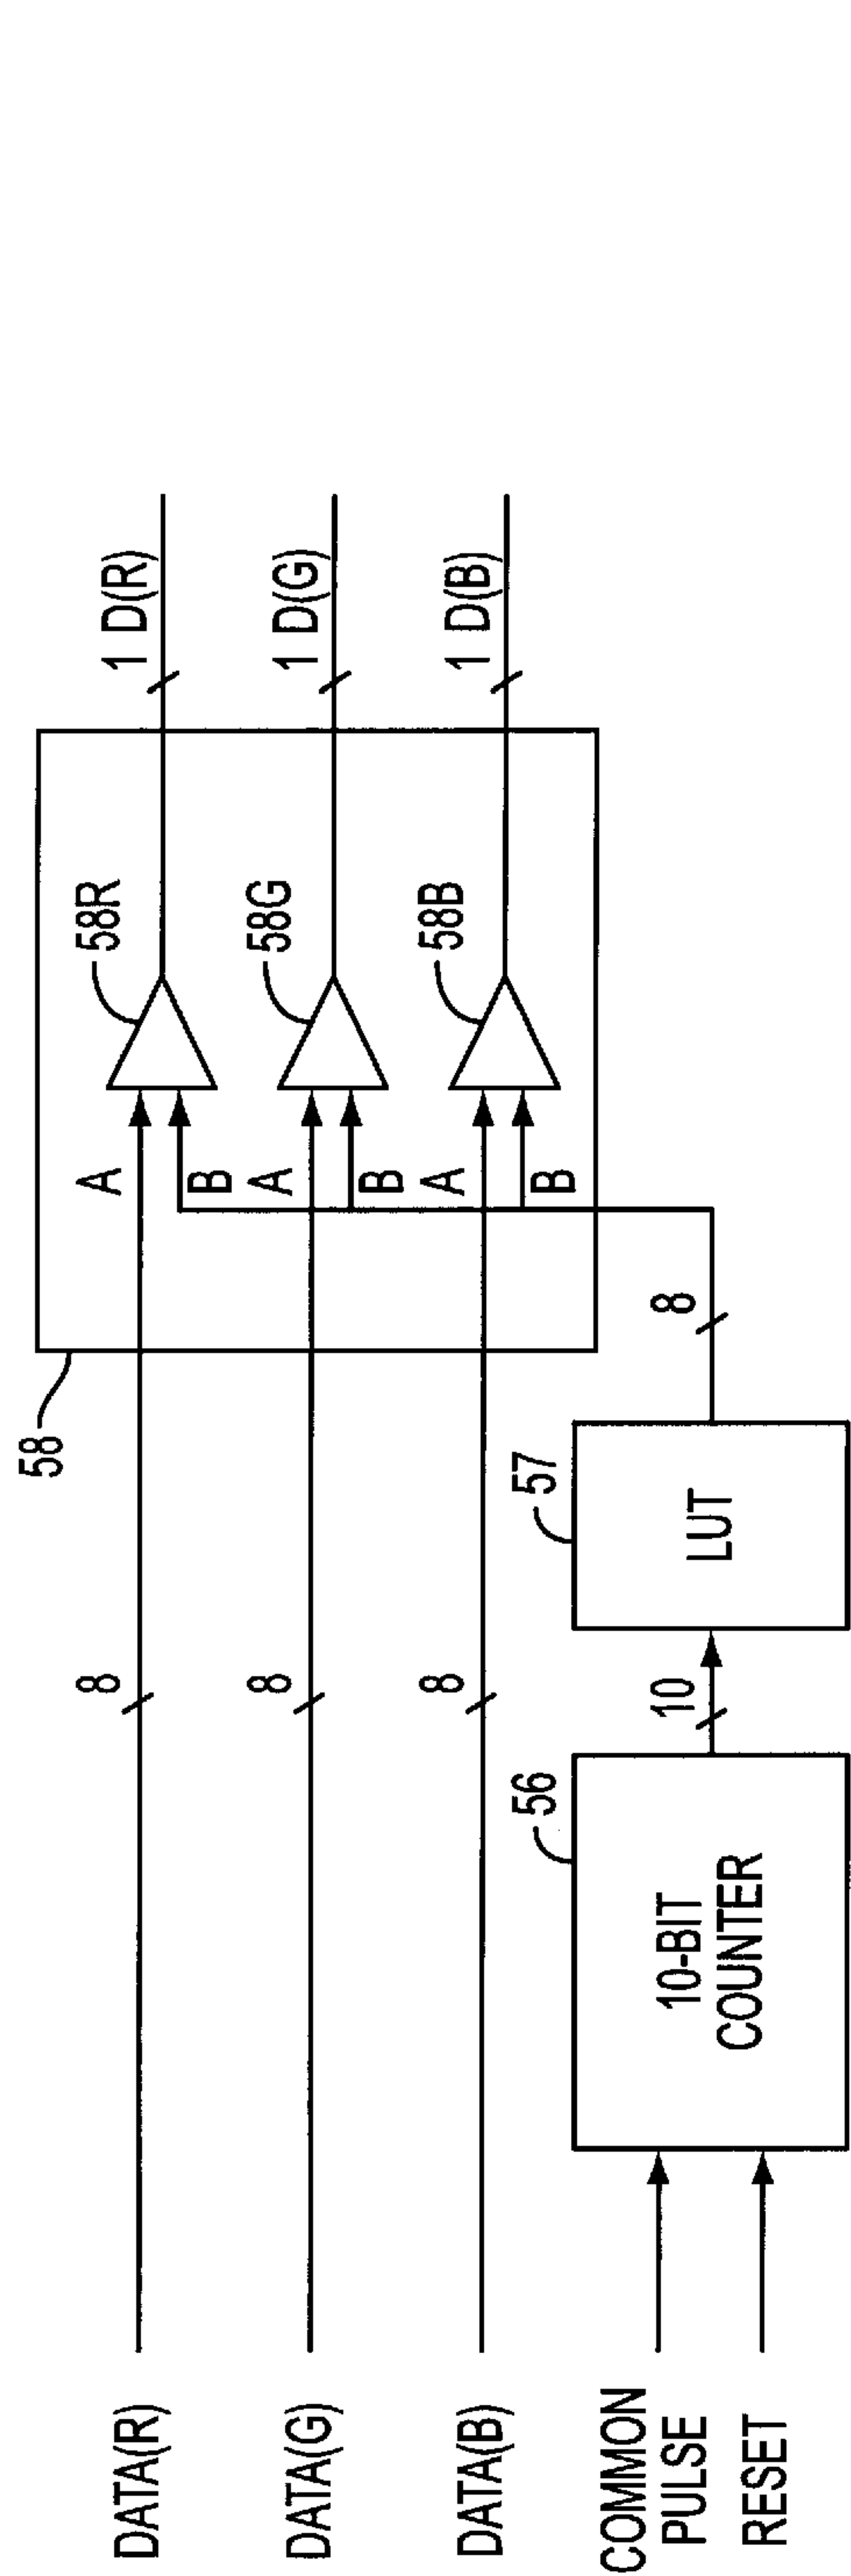 58
58R
58G
58B
DATA(R)
8
A
B
1 D(R)
DATA(G)
8
A
B
1 D(G)
DATA(B)
8
A
B
1 D(B)
COMMON
PULSE
RESET
56
10-BIT
COUNTER
10
57
LUT
8